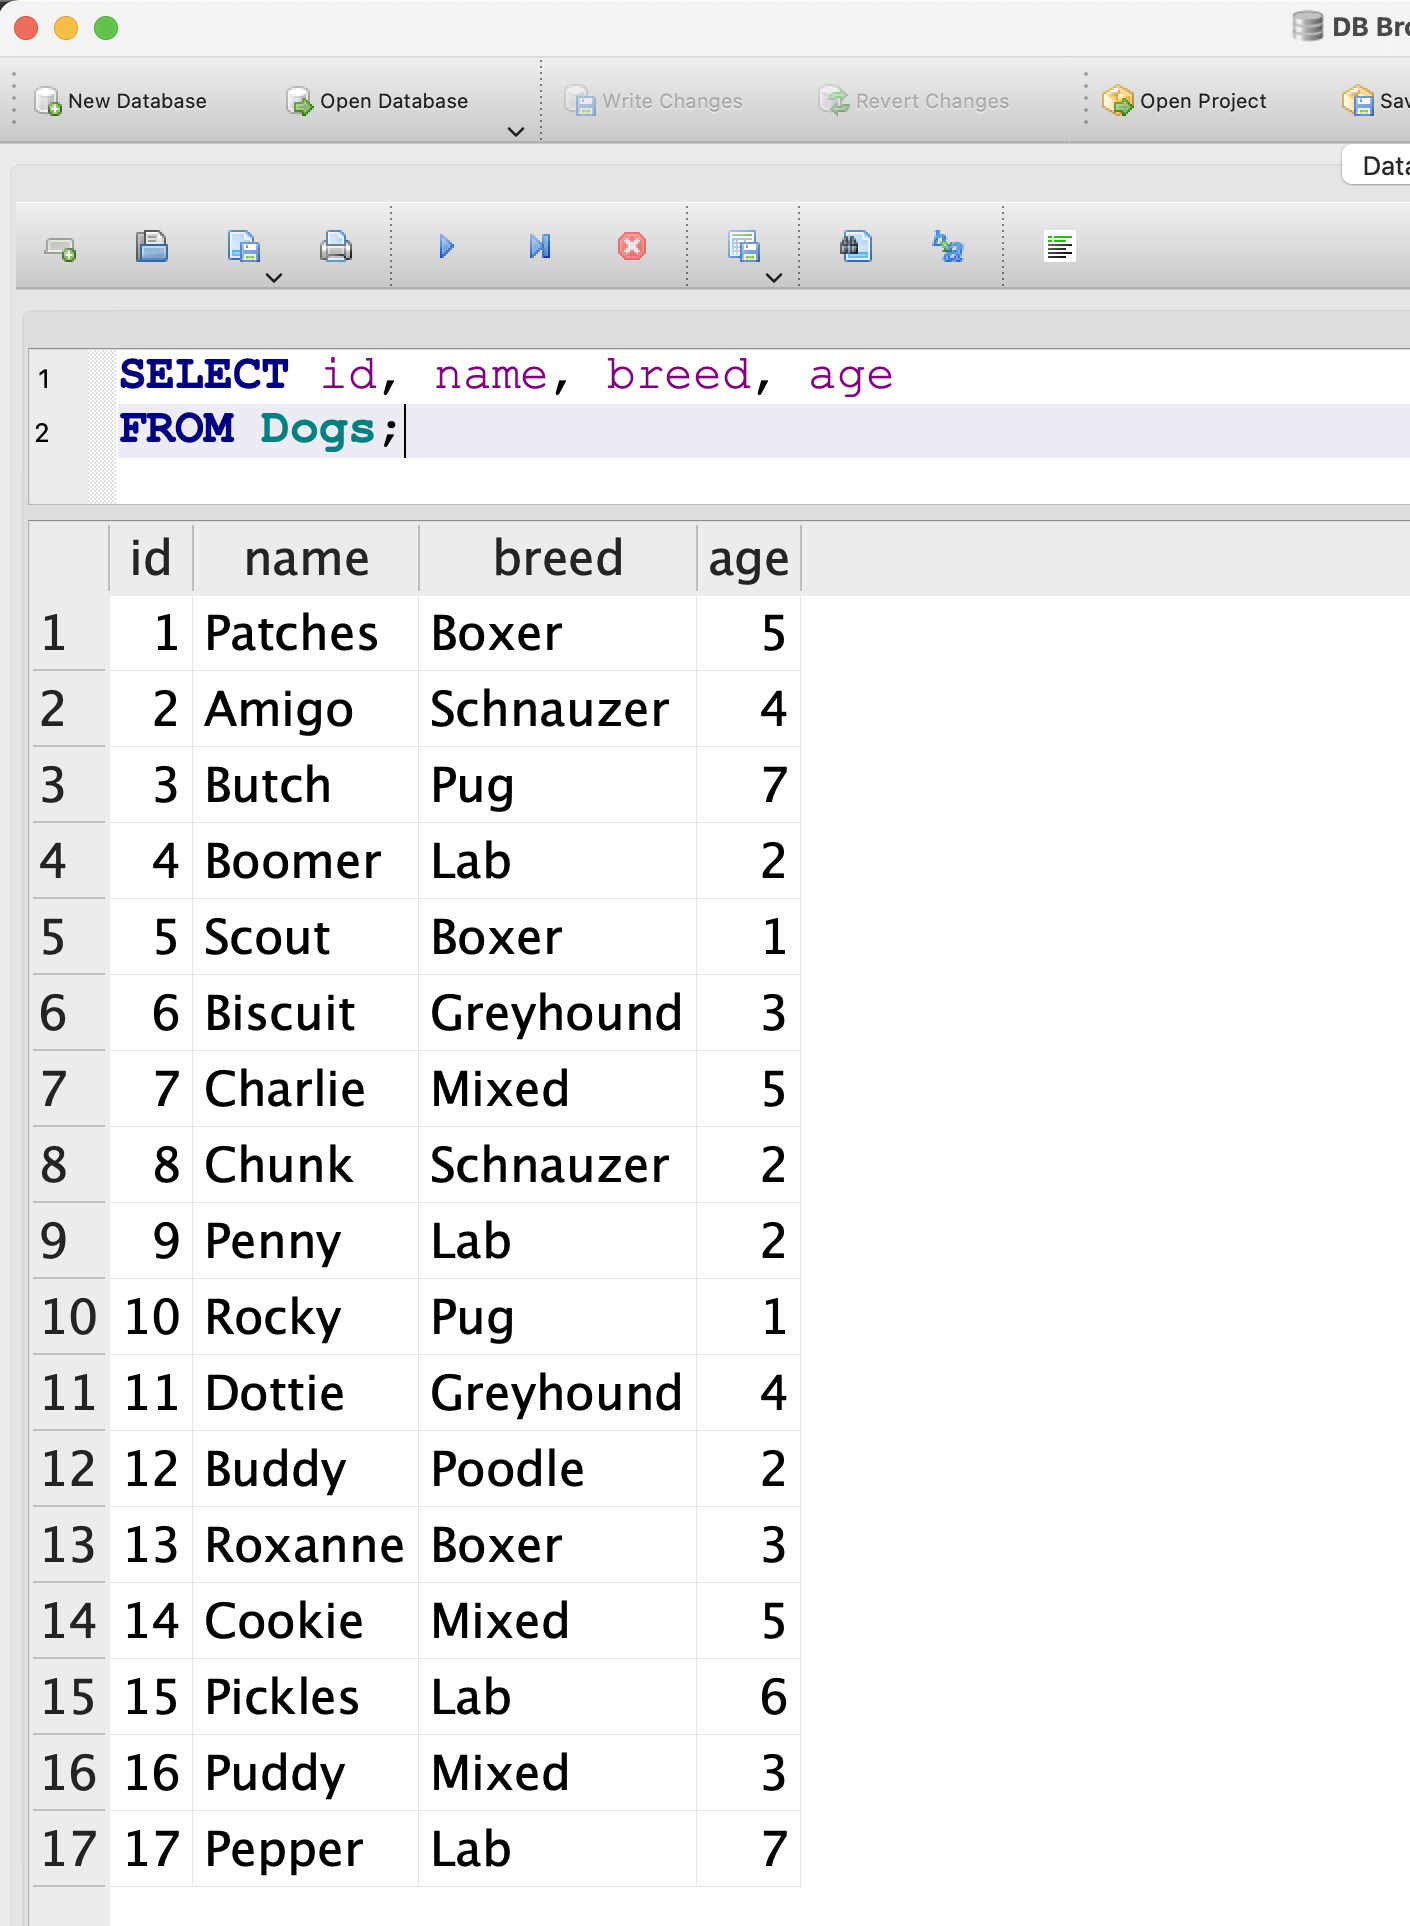 DB Bro
New Database Open Database Write Changes Revert Changes Open Project Sav
Data
1 SELECT id, name, breed, age
2 FROM Dogs;
id name breed age
1 1 Patches Boxer 5
2 2 Amigo Schnauzer 4
3 3 Butch Pug 7
4 4 Boomer Lab 2
5 5 Scout Boxer 1
6 6 Biscuit Greyhound 3
7 7 Charlie Mixed 5
8 8 Chunk Schnauzer 2
9 9 Penny Lab 2
10 10 Rocky Pug 1
11 11 Dottie Greyhound 4
12 12 Buddy Poodle 2
13 13 Roxanne Boxer 3
14 14 Cookie Mixed 5
15 15 Pickles Lab 6
16 16 Puddy Mixed 3
17 17 Pepper Lab 7